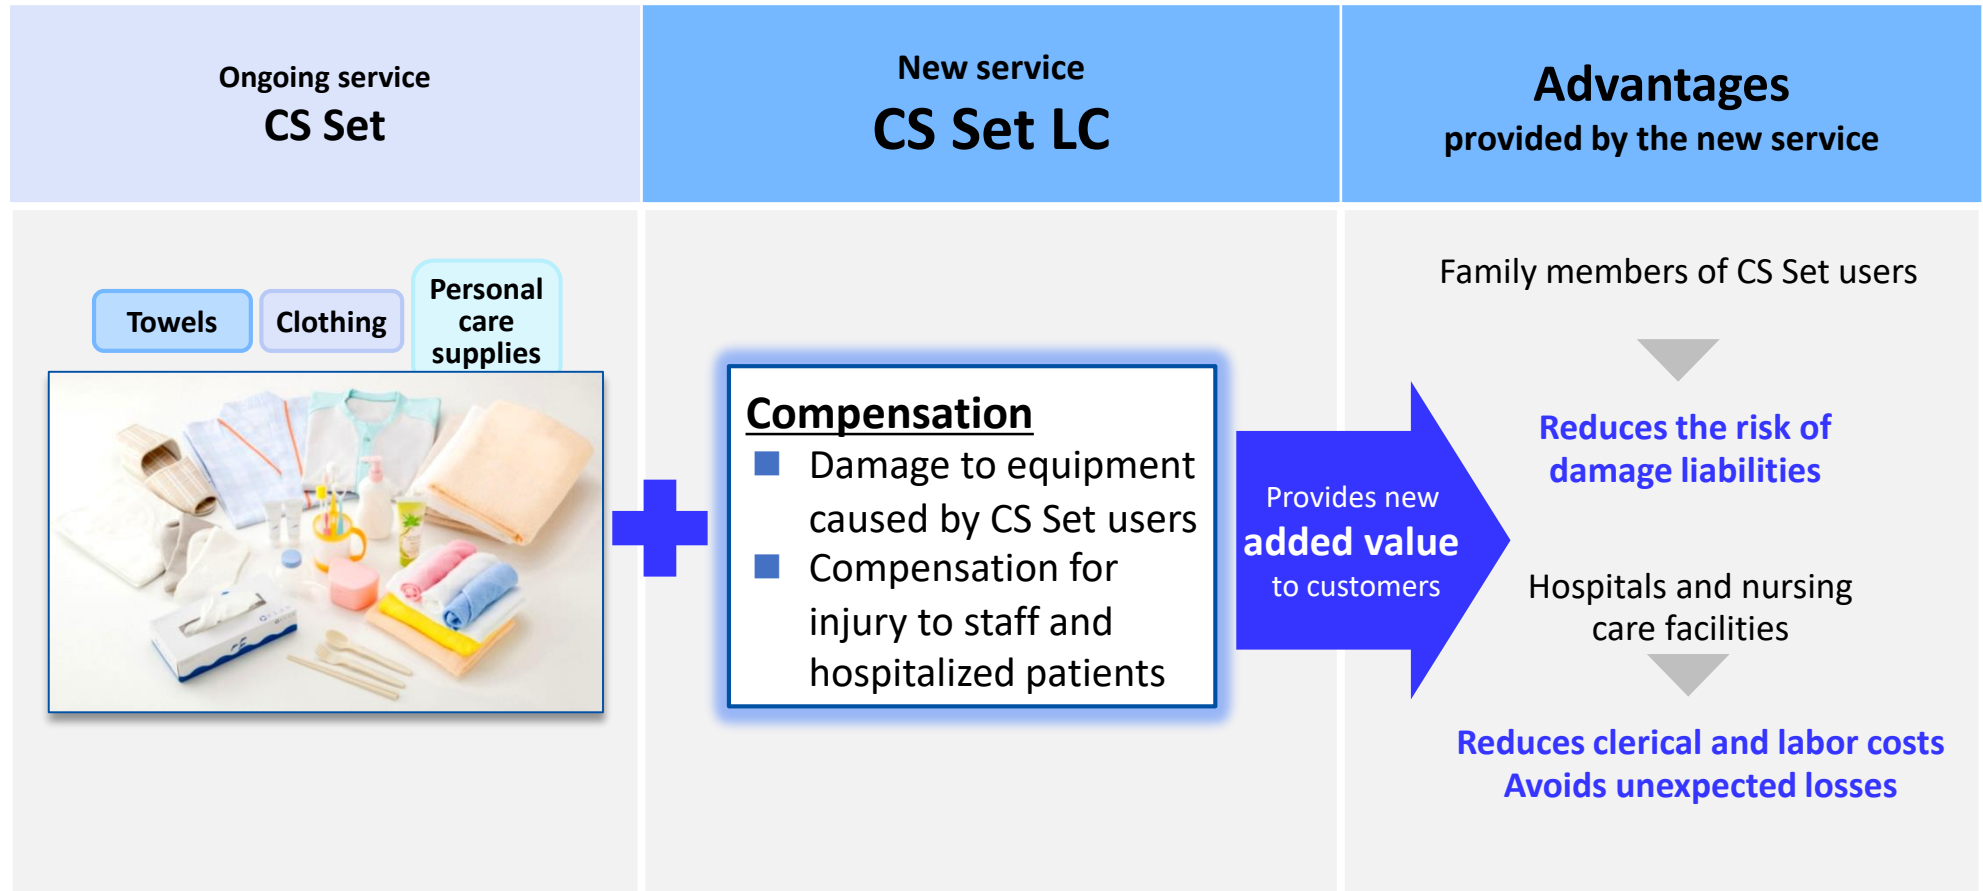 Ongoing service
CS Set
New service
CS Set LC
Advantages
provided by the new service
Towels
Clothing
Personal
care
supplies
Compensation
■ Damage to equipment
caused by CS Set users
■ Compensation for
injury to staff and
hospitalized patients
Provides new
added value
to customers
Family members of CS Set users
Reduces the risk of
damage liabilities
Hospitals and nursing
care facilities
Reduces clerical and labor costs
Avoids unexpected losses